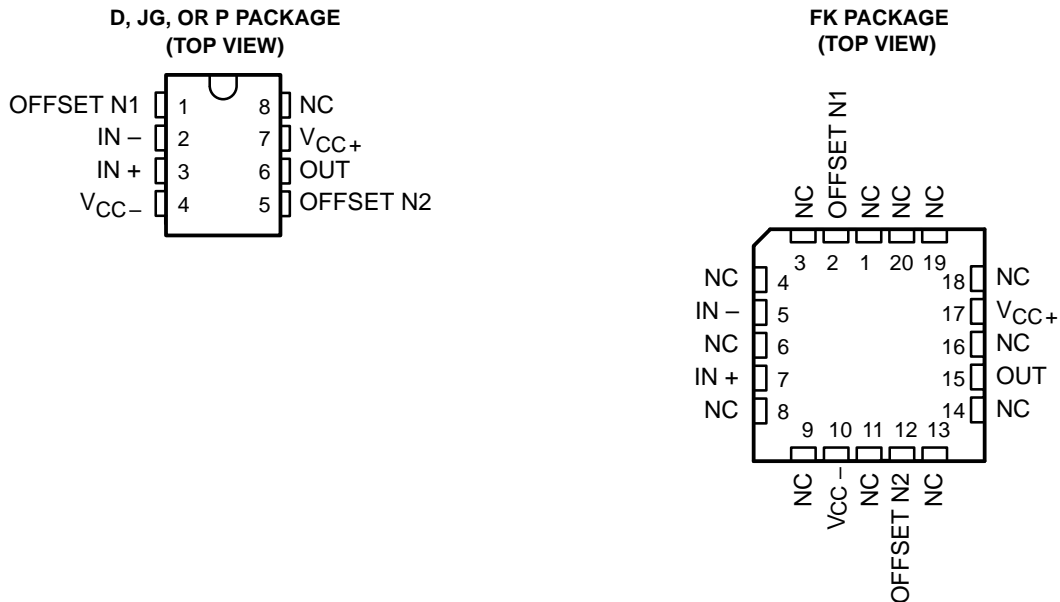 D, JG, OR P PACKAGE
(TOP VIEW)
OFFSET N1 1 8 NC
IN – 2 7 VCC+
IN + 3 6 OUT
VCC– 4 5 OFFSET N2
FK PACKAGE
(TOP VIEW)
NC OFFSET N1 NC NC NC
3 2 1 20 19
NC 4 18 NC
IN – 5 17 VCC+
NC 6 16 NC
IN + 7 15 OUT
NC 8 14 NC
9 10 11 12 13
NC VCC– NC OFFSET N2 NC